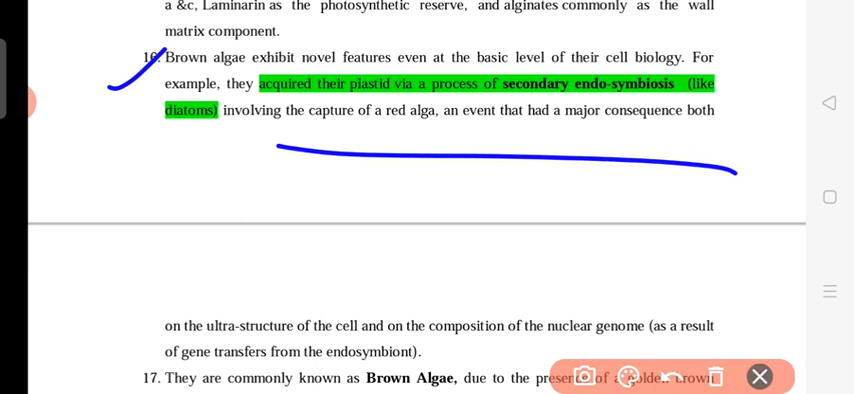 a &c, Laminarin as the photosynthetic reserve, and alginates commonly as the wall
matrix component.
16. Brown algae exhibit novel features even at the basic level of their cell biology. For
example, they acquired their plastid via a process of secondary endo-symbiosis (like
diatoms) involving the capture of a red alga, an event that had a major consequence both
on the ultra-structure of the cell and on the composition of the nuclear genome (as a result
of gene transfers from the endosymbiont).
17. They are commonly known as Brown Algae, due to the presence of a golden brown